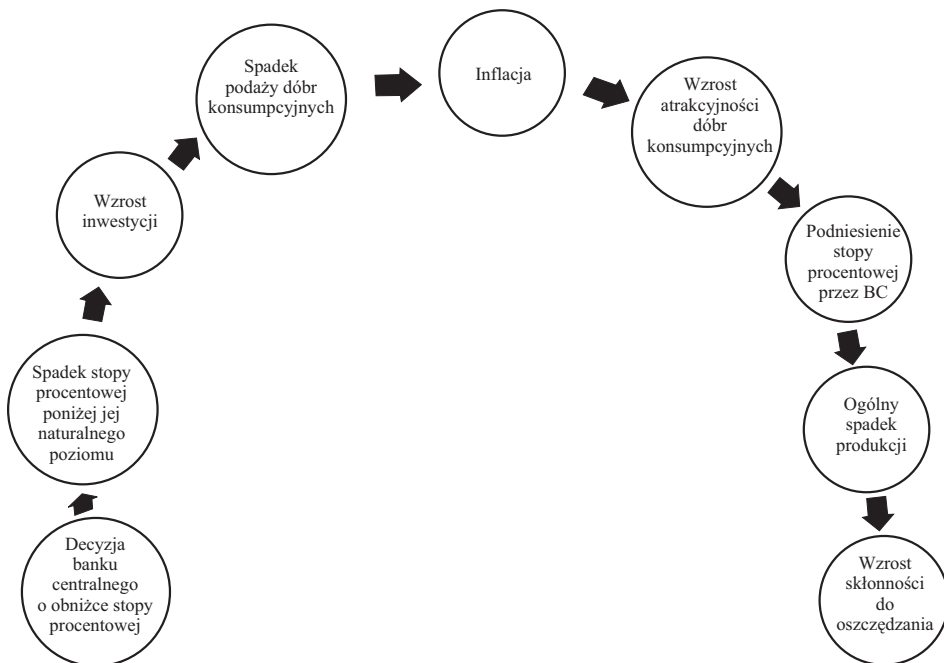 Decyzja
banku
centralnego
o obniżce stopy
procentowej
Spadek stopy
procentowej
poniżej jej
naturalnego
poziomu
Wzrost
inwestycji
Spadek
podaży dóbr
konsumpcyjnych
Inflacja
Wzrost
atrakcyjności
dóbr
konsumpcyjnych
Podniesienie
stopy
procentowej
przez BC
Ogólny
spadek
produkcji
Wzrost
skłonności
do
oszczędzania